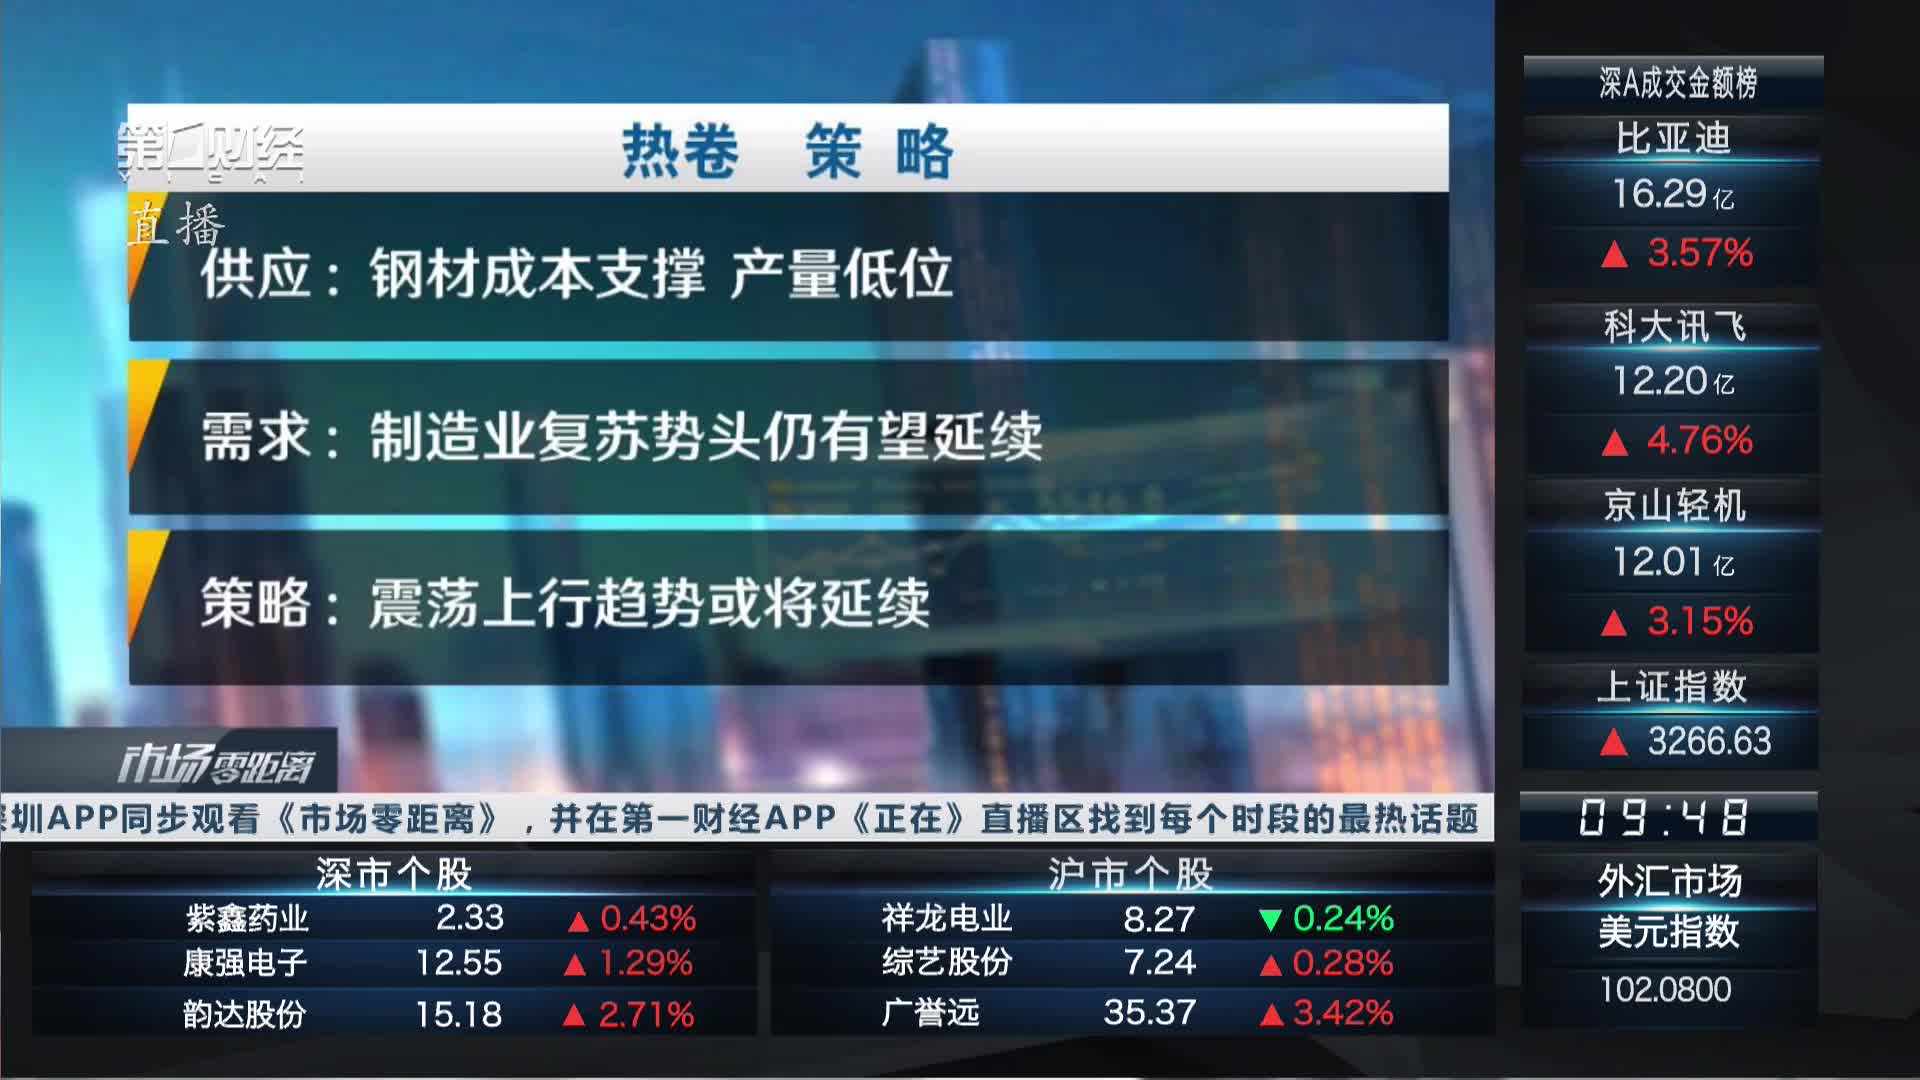 热卷 策 略
第一财经
YICAI
直播
供应：钢材成本支撑 产量低位
需求：制造业复苏势头仍有望延续
策略：震荡上行趋势或将延续
市场零距离
圳APP同步观看《市场零距离》，并在第一财经APP《正在》直播区找到每个时段的最热话题
深市个股
紫鑫药业 2.33 ▲0.43%
康强电子 12.55 ▲1.29%
韵达股份 15.18 ▲2.71%
沪市个股
祥龙电业 8.27 ▼0.24%
综艺股份 7.24 ▲0.28%
广誉远 35.37 ▲3.42%
深A成交金额榜
比亚迪
16.29亿
▲ 3.57%
科大讯飞
12.20亿
▲ 4.76%
京山轻机
12.01亿
▲ 3.15%
上证指数
▲ 3266.63
09:48
外汇市场
美元指数
102.0800